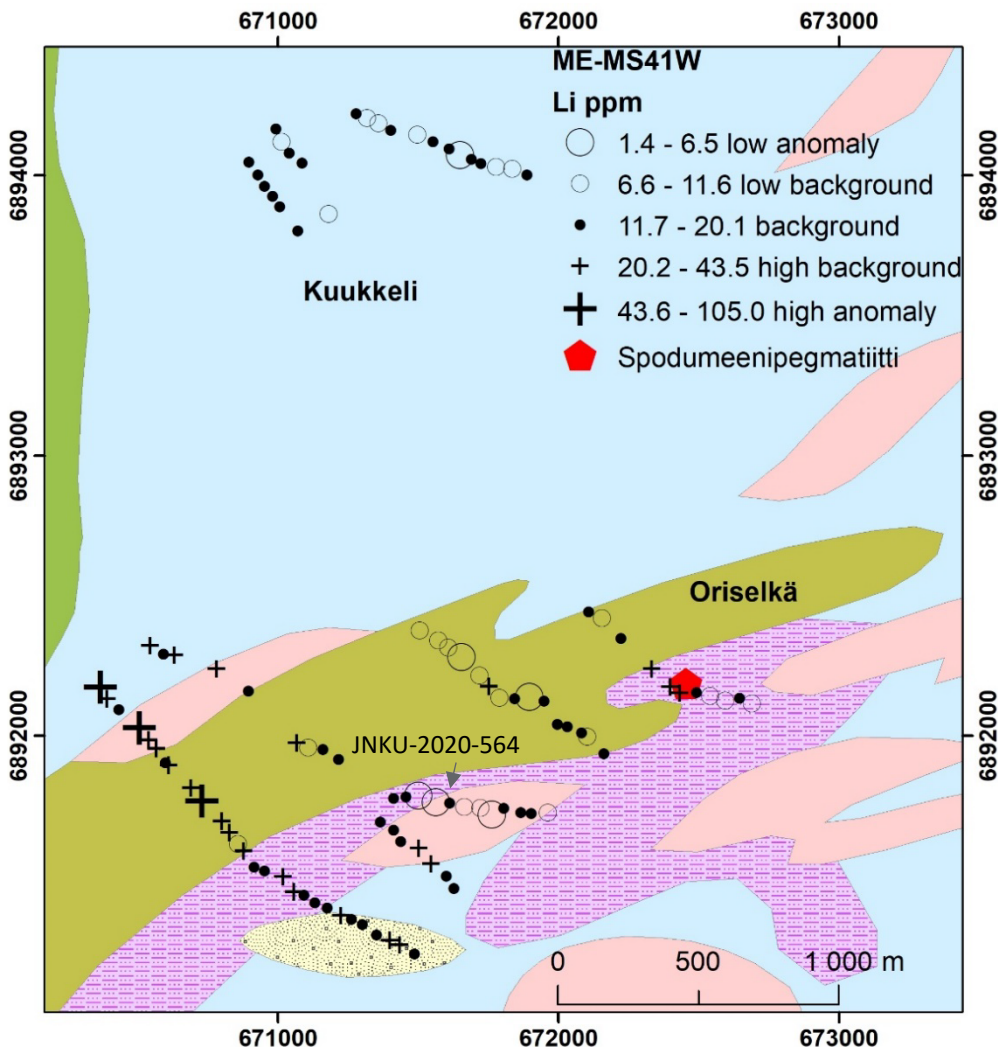 671000 672000 673000
ME-MS41W
Li ppm
1.4 - 6.5 low anomaly
6.6 - 11.6 low background
11.7 - 20.1 background
20.2 - 43.5 high background
43.6 - 105.0 high anomaly
Spodumeenipegmatiitti
6894000 6894000
Kuukkeli
6893000 6893000
Oriselkä
6892000 6892000
JNKU-2020-564
0 500 1 000 m
671000 672000 673000